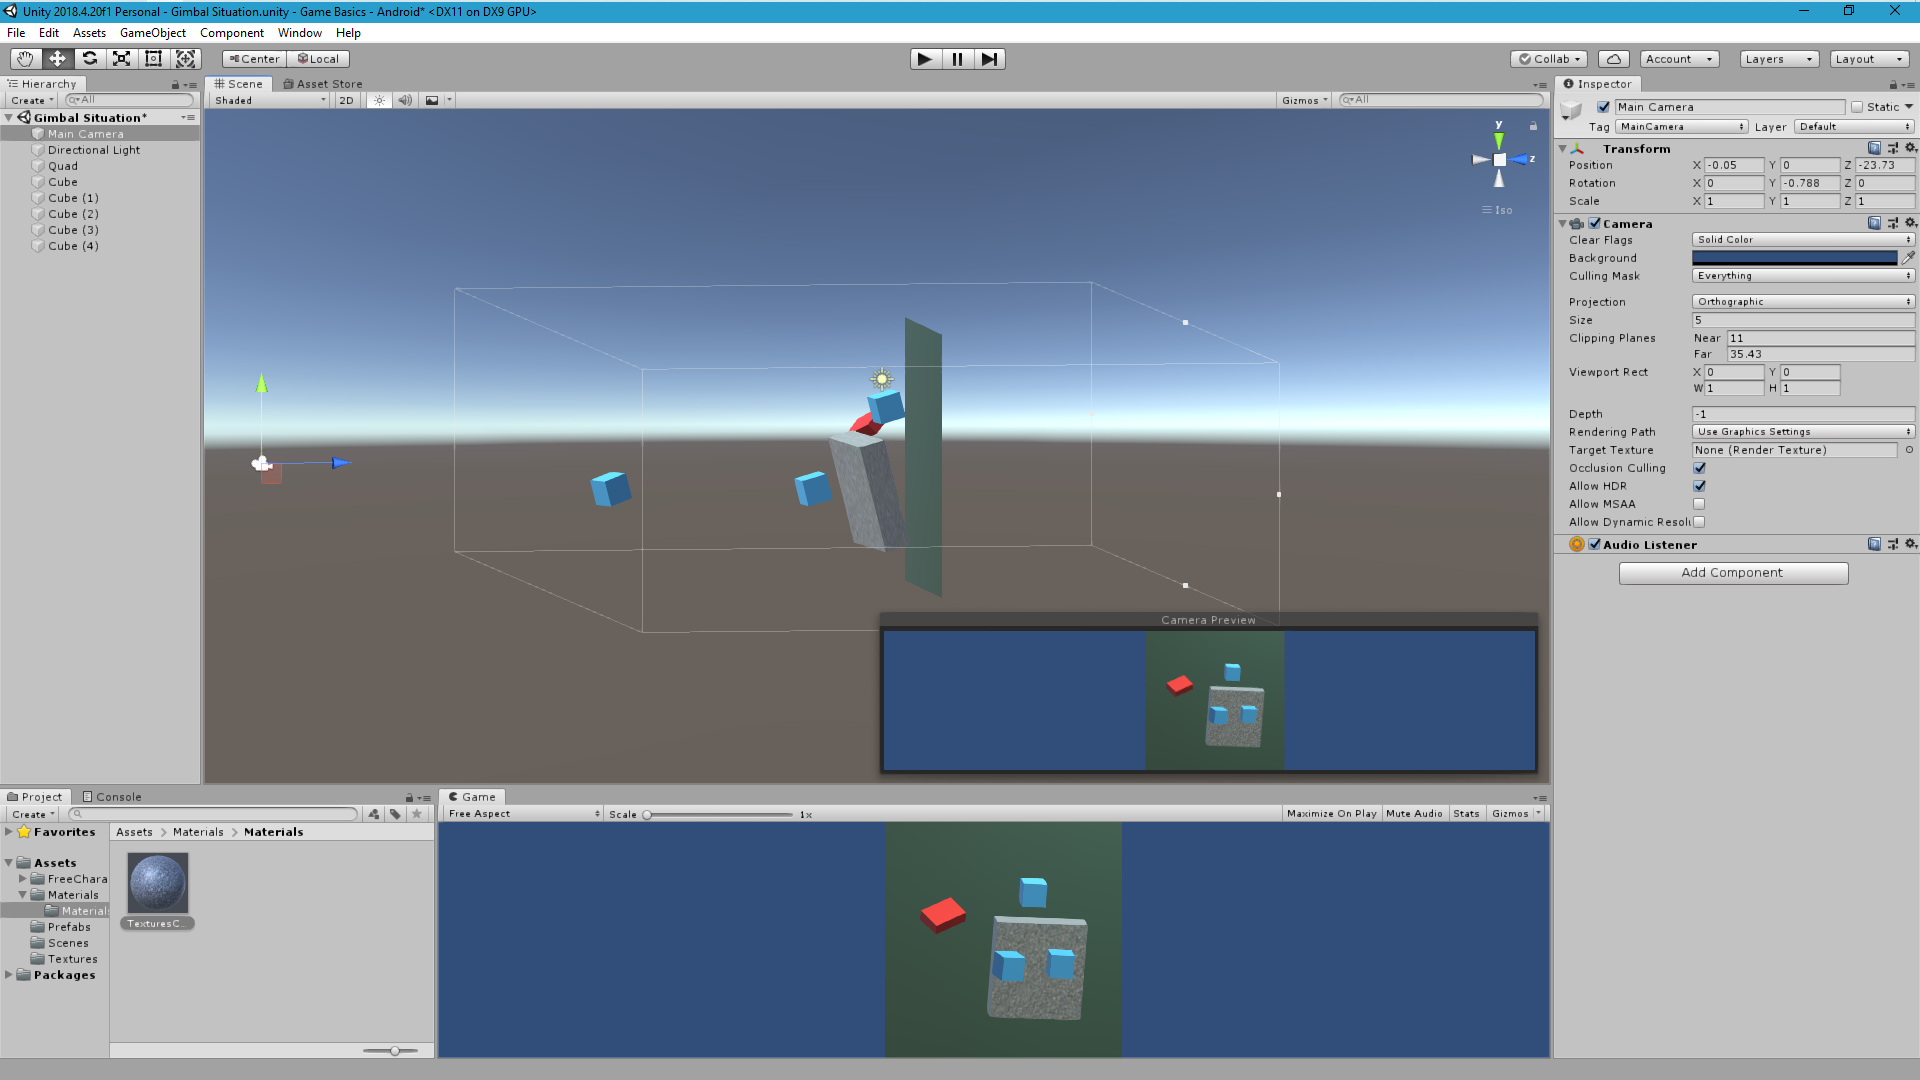 Unity 2018.4.20f1 Personal - Gimbal Situation.unity - Game Basics - Android* <DX11 on DX9 GPU>
File Edit Assets GameObject Component Window Help
Center Local
Collab Account Layers Layout
Hierarchy
Create All
Gimbal Situation*
Main Camera
Directional Light
Quad
Cube
Cube (1)
Cube (2)
Cube (3)
Cube (4)
Scene Asset Store
Shaded 2D Gizmos All
y
z
Iso
Camera Preview
Inspector
Main Camera Static
Tag MainCamera Layer Default
Transform
Position X -0.05 Y 0 Z -23.73
Rotation X 0 Y -0.788 Z 0
Scale X 1 Y 1 Z 1
Camera
Clear Flags Solid Color
Background
Culling Mask Everything
Projection Orthographic
Size 5
Clipping Planes Near 11
Far 35.43
Viewport Rect X 0 Y 0
W 1 H 1
Depth -1
Rendering Path Use Graphics Settings
Target Texture None (Render Texture)
Occlusion Culling
Allow HDR
Allow MSAA
Allow Dynamic Resolu
Audio Listener
Add Component
Project Console
Create
Favorites
Assets
FreeChara
Materials
Materials
Prefabs
Scenes
Textures
Packages
Assets > Materials > Materials
TexturesC...
Game
Free Aspect Scale 1x Maximize On Play Mute Audio Stats Gizmos